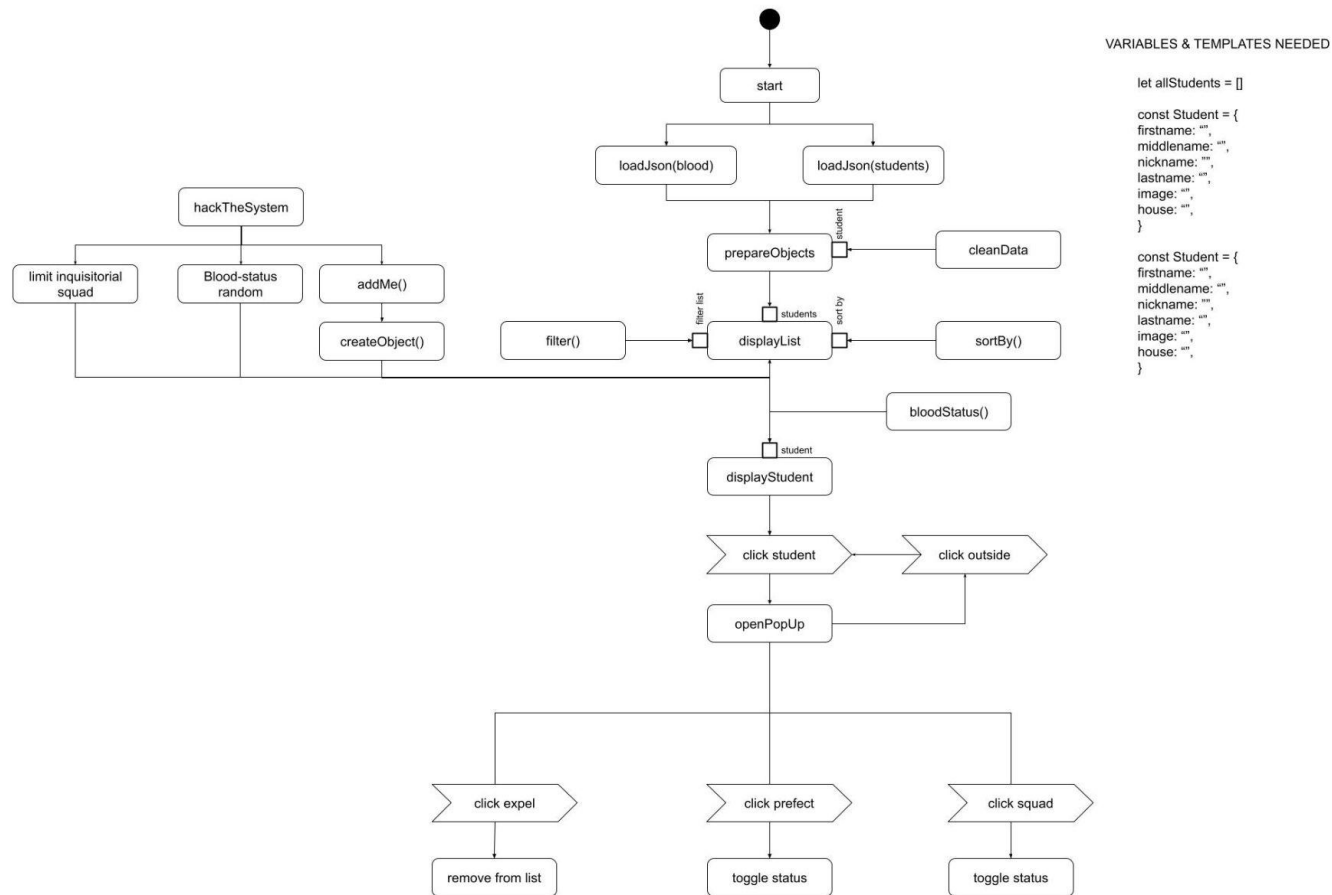 VARIABLES & TEMPLATES NEEDED
start
let allStudents = []
const Student = {
firstname: “”,
middlename: “”,
nickname: "",
lastname: “”,
image: “”,
house: “”,
}
loadJson(blood)
loadJson(students)
hackTheSystem
student
prepareObjects
cleanData
limit inquisitorial
squad
Blood-status
random
addMe()
const Student = {
firstname: “”,
middlename: “”,
nickname: "",
lastname: “”,
image: “”,
house: “”,
}
filter list
students
sort by
createObject()
filter()
displayList
sortBy()
bloodStatus()
student
displayStudent
click student
click outside
openPopUp
click expel
click prefect
click squad
remove from list
toggle status
toggle status